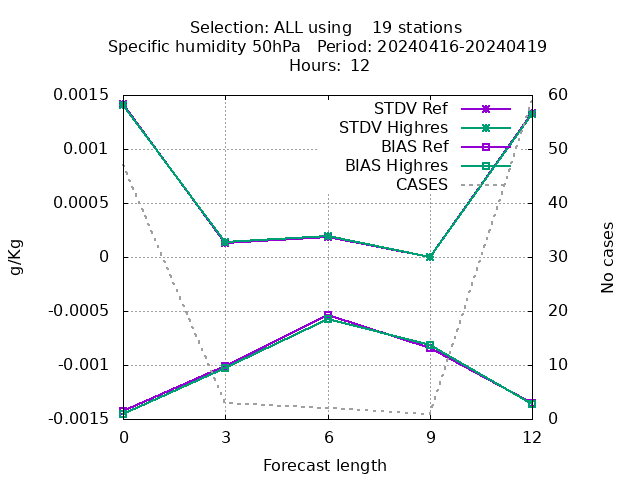 Selection: ALL using    19 stations
Specific humidity 50hPa   Period: 20240416-20240419
Hours: 12
0.0015
0.001
0.0005
0
-0.0005
-0.001
-0.0015
g/Kg
STDV Ref
STDV Highres
BIAS Ref
BIAS Highres
CASES
60
50
40
30
20
10
0
No cases
0
3
6
9
12
Forecast length